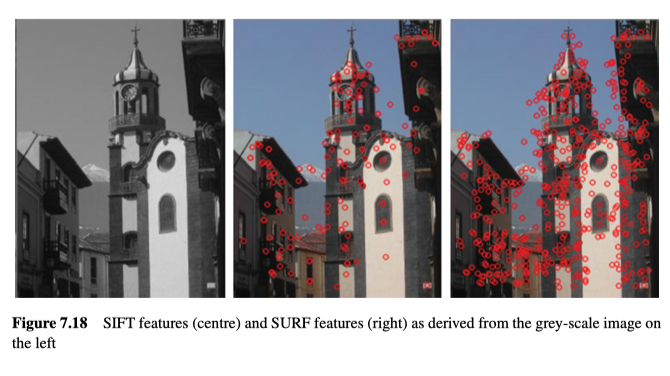 Figure 7.18 SIFT features (centre) and SURF features (right) as derived from the grey-scale image on
the left